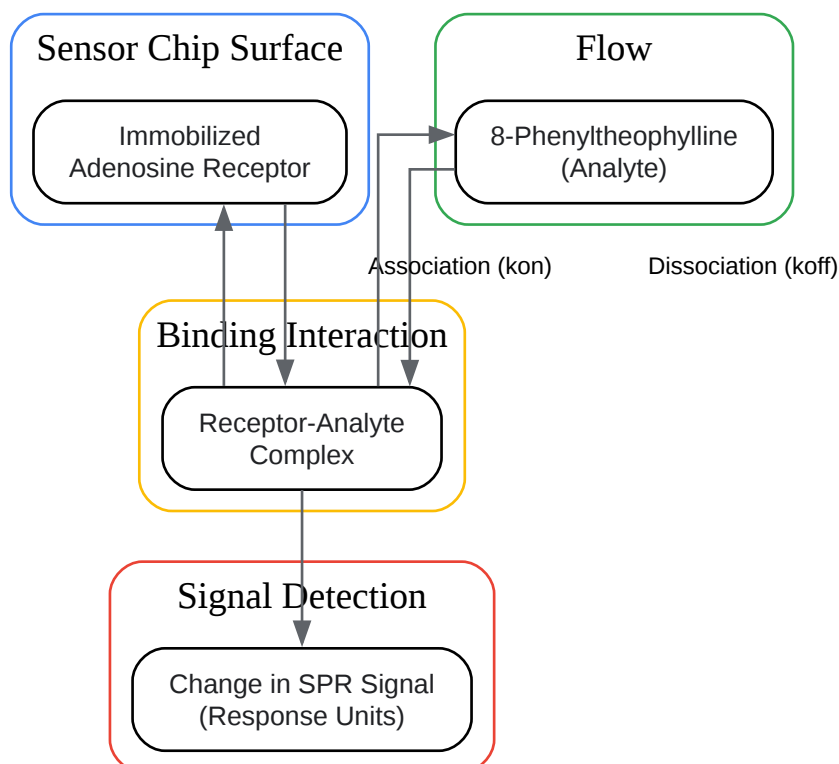 Sensor Chip Surface
Flow
Immobilized
Adenosine Receptor
8-Phenyltheophylline
(Analyte)
Association (kon)
Dissociation (koff)
Binding Interaction
Receptor-Analyte
Complex
Signal Detection
Change in SPR Signal
(Response Units)